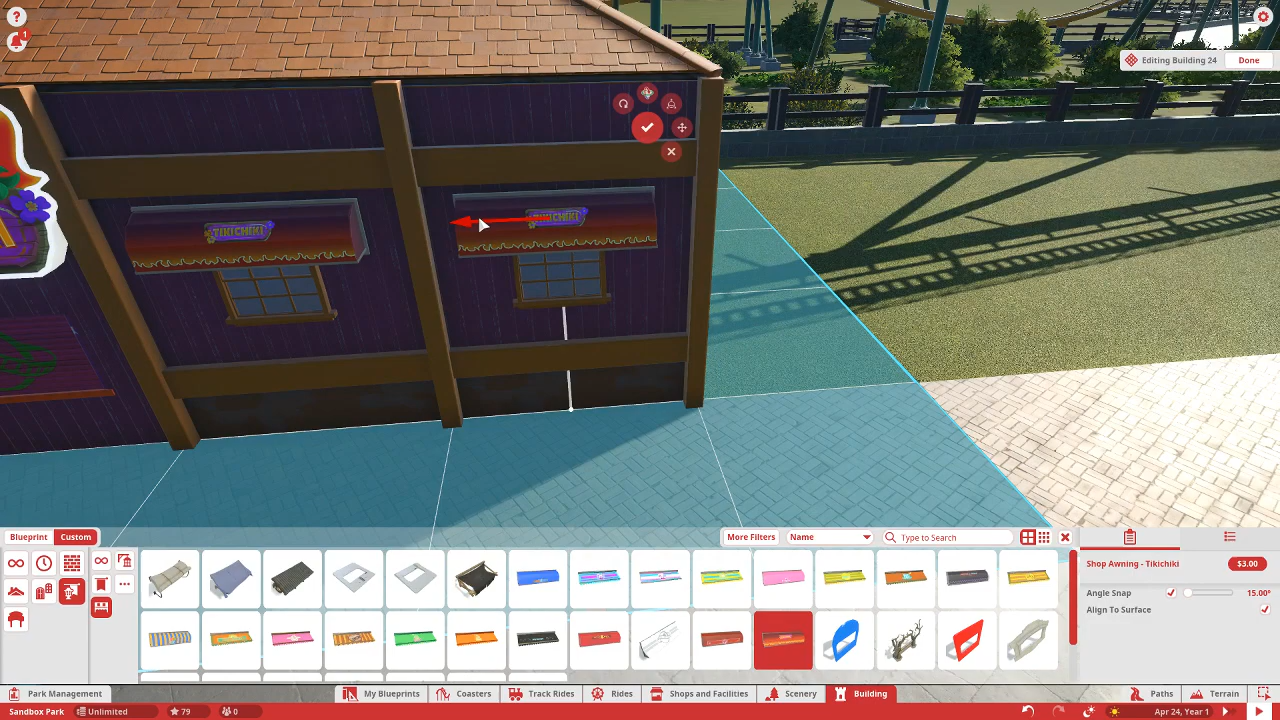 1
Editing Building 24 Done
TIKICHIKI
TIKICHIKI
Blueprint Custom
More Filters Name Type to Search
Shop Awning - Tikichiki $3.00
Angle Snap 15.00°
Align To Surface
Park Management My Blueprints Coasters Track Rides Rides Shops and Facilities Scenery Building Paths Terrain
Sandbox Park Unlimited 79 0 Apr 24, Year 1